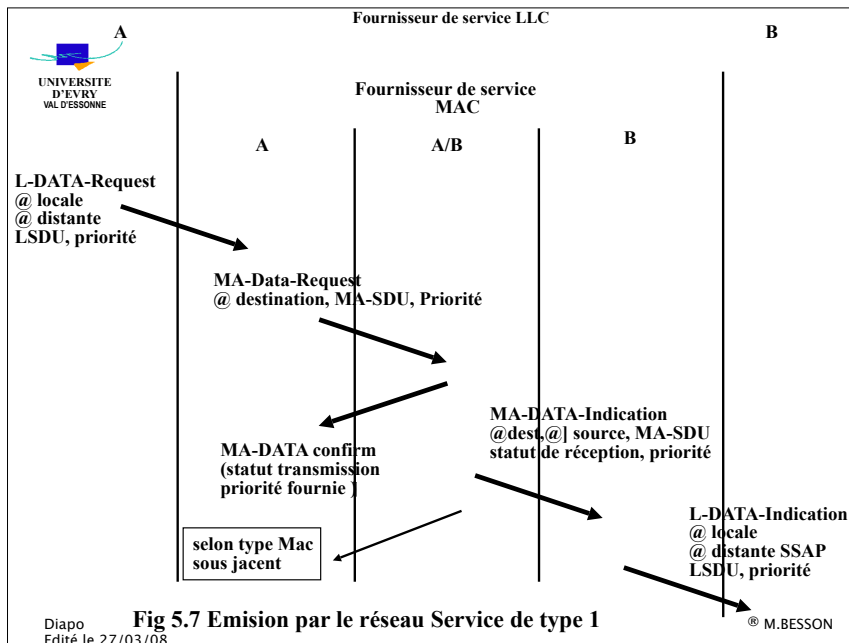 Fournisseur de service LLC
A
B
UNIVERSITE
D'EVRY
VAL D'ESSONNE
Fournisseur de service
MAC
A
A/B
B
L-DATA-Request
@ locale
@ distante
LSDU, priorité
MA-Data-Request
@ destination, MA-SDU, Priorité
MA-DATA-Indication
@dest,@] source, MA-SDU
statut de réception, priorité
MA-DATA confirm
(statut transmission
priorité fournie ]
L-DATA-Indication
@ locale
@ distante SSAP
LSDU, priorité
selon type Mac
sous jacent
Diapo
Edité le 27/03/08
Fig 5.7 Emision par le réseau Service de type 1
® M.BESSON